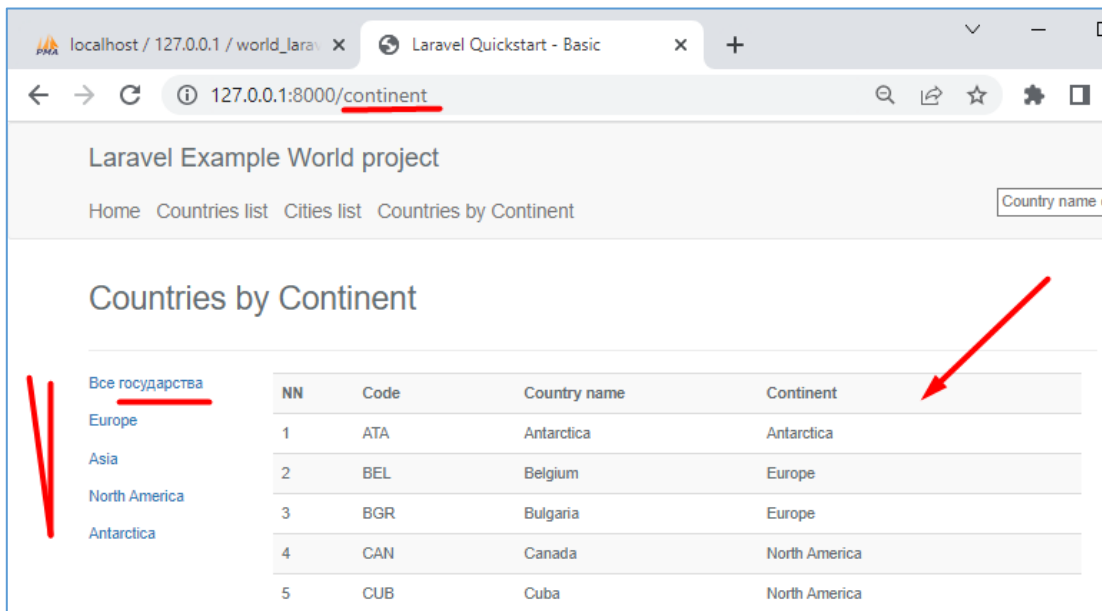 PMA localhost / 127.0.0.1 / world_larav Laravel Quickstart - Basic
127.0.0.1:8000/continent
Laravel Example World project
Home Countries list Cities list Countries by Continent Country name
Countries by Continent
Все государства
Europe
Asia
North America
Antarctica
NN Code Country name Continent
1 ATA Antarctica Antarctica
2 BEL Belgium Europe
3 BGR Bulgaria Europe
4 CAN Canada North America
5 CUB Cuba North America